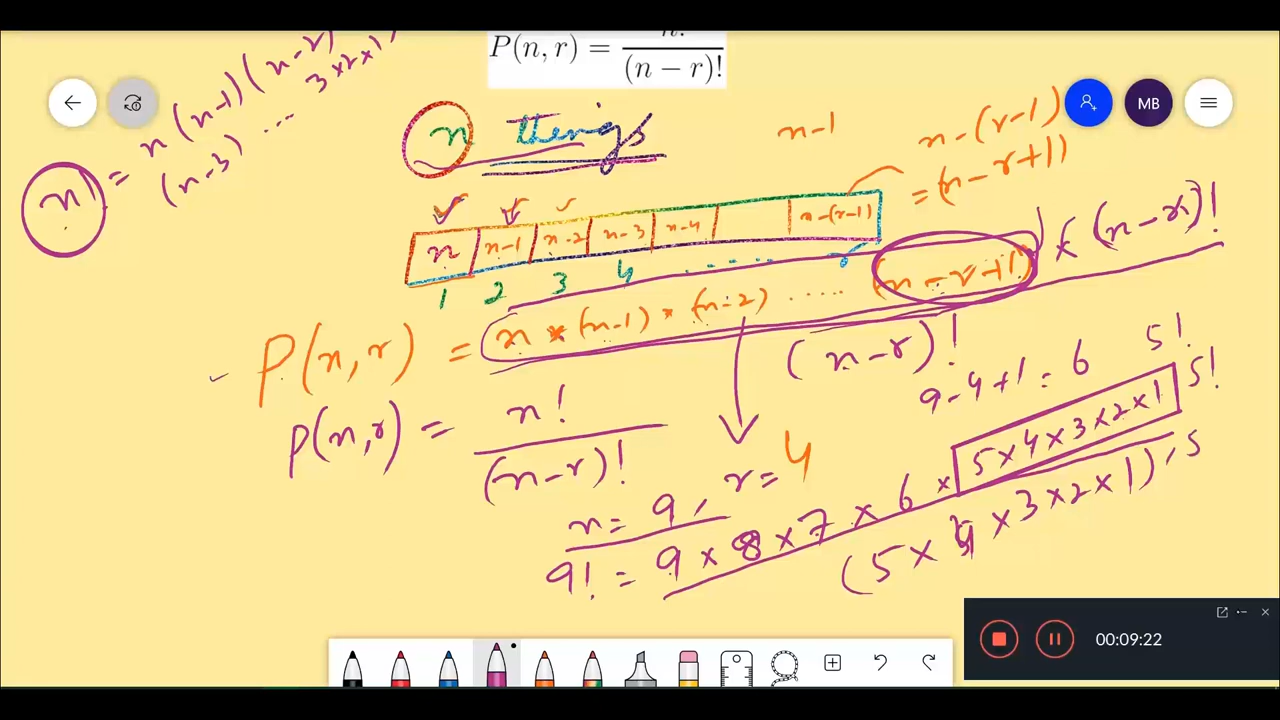 n!
P(n, r) = (n − r)!
n! = n (n-1) (n-2)
(n-3) ... 3×2×1
n things
n-1
n-(r-1)
= (n-r+1)
n n-1 n-2 n-3 n-4 n-(r-1)
1 2 3 4 ......
P(n,r) = n * (n-1) * (n-2) ..... (n-r+1) × (n-r)!
(n-r)!
P(n,r) = n!
(n-r)!
9-4+1 = 6
5!
n = 9, r = 4
9! = 9 × 8 × 7 × 6 × 5×4×3×2×1 5!
(5 × 4 × 3 × 2 × 1) 5
MB
00:09:22